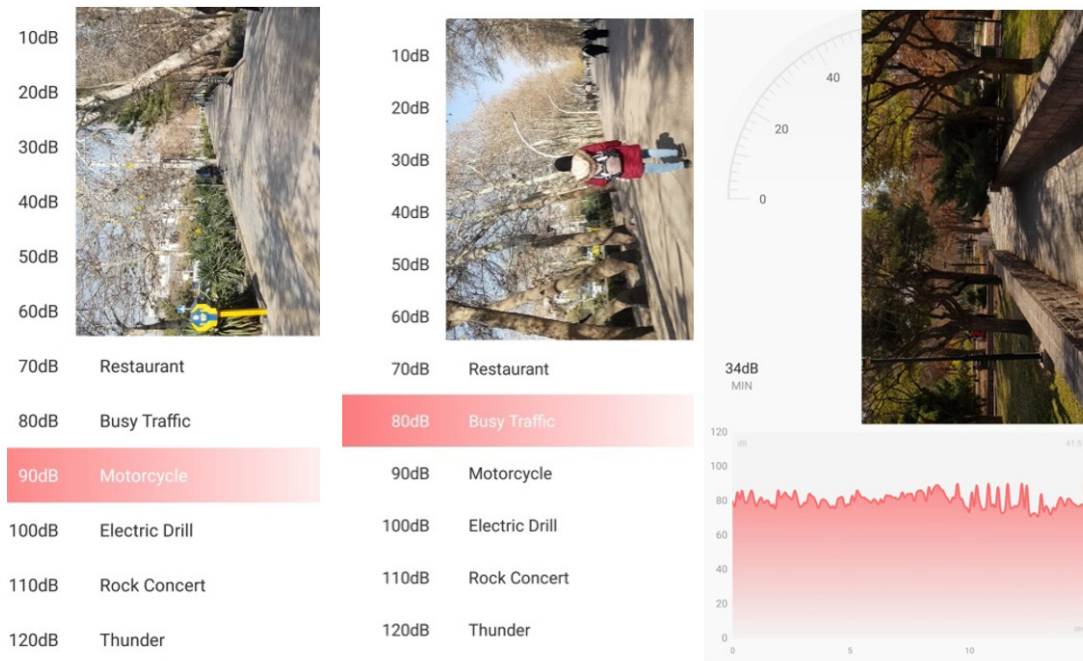 10dB
20dB
30dB
40dB
50dB
60dB
70dB Restaurant
80dB Busy Traffic
90dB Motorcycle
100dB Electric Drill
110dB Rock Concert
120dB Thunder
10dB
20dB
30dB
40dB
50dB
60dB
70dB Restaurant
80dB Busy Traffic
90dB Motorcycle
100dB Electric Drill
110dB Rock Concert
120dB Thunder
40
20
0
34dB
MIN
120
dB
41:5
100
80
60
40
20
0
0 5 10